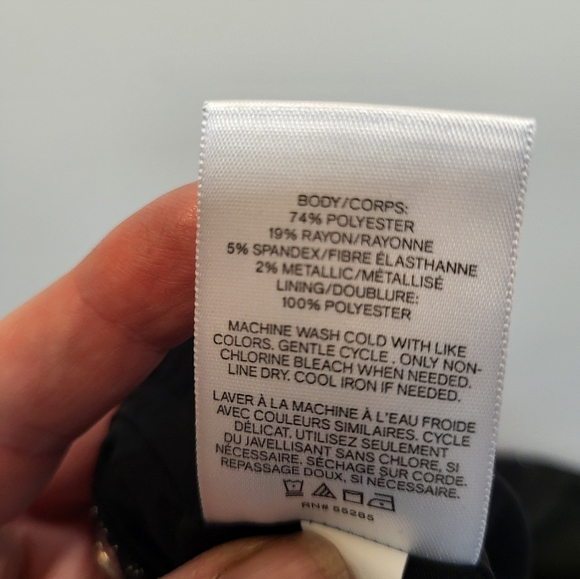 BODY/CORPS:
74% POLYESTER
19% RAYON/RAYONNE
5% SPANDEX/FIBRE ÉLASTHANNE
2% METALLIC/MÉTALLISÉ
LINING/DOUBLURE:
100% POLYESTER
MACHINE WASH COLD WITH LIKE
COLORS. GENTLE CYCLE . ONLY NON-
CHLORINE BLEACH WHEN NEEDED.
LINE DRY. COOL IRON IF NEEDED.
LAVER À LA MACHINE À L'EAU FROIDE
AVEC COULEURS SIMILAIRES. CYCLE
DÉLICAT. UTILISEZ SEULEMENT
DU JAVELLISANT SANS CHLORE, SI
NÉCESSAIRE. SÉCHAGE SUR CORDE.
REPASSAGE DOUX, SI NÉCESSAIRE.
RN# 55285